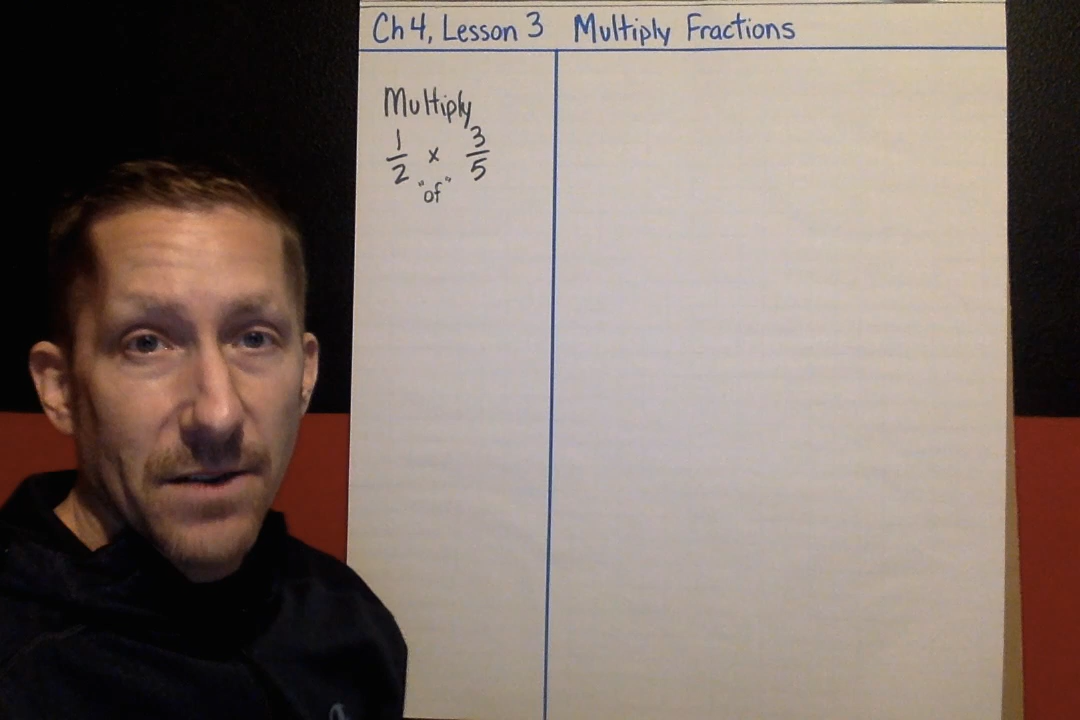 Ch 4, Lesson 3 Multiply Fractions
Multiply
1/2 x 3/5
"of"